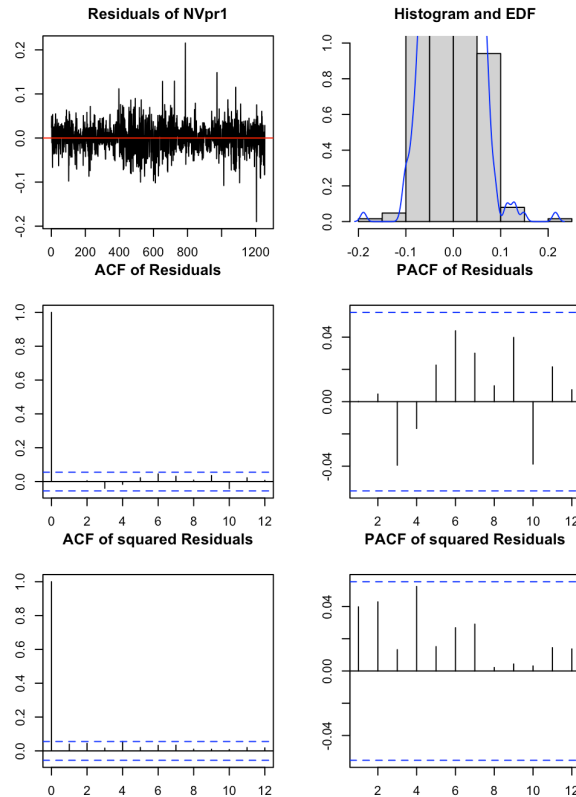 Residuals of NVpr1
Histogram and EDF
0.2
0.1
0.0
-0.1
-0.2
0 200 400 600 800 1000 1200
1.0
0.8
0.6
0.4
0.2
0.0
-0.2 -0.1 0.0 0.1 0.2
ACF of Residuals
PACF of Residuals
1.0
0.8
0.6
0.4
0.2
0.0
0 2 4 6 8 10 12
0.04
0.00
-0.04
2 4 6 8 10 12
ACF of squared Residuals
PACF of squared Residuals
1.0
0.8
0.6
0.4
0.2
0.0
0 2 4 6 8 10 12
0.04
0.00
-0.04
2 4 6 8 10 12